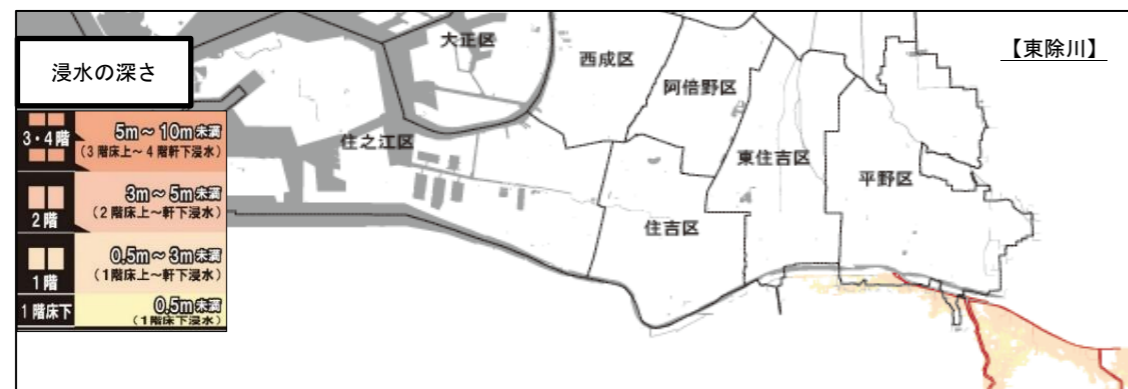 浸水の深さ
3・4階
5m～10m未満
(3階床上～4階軒下浸水)
2階
3m～5m未満
(2階床上～軒下浸水)
1階
0.5m～3m未満
(1階床上～軒下浸水)
1階床下
0.5m未満
(1階床下浸水)
【東除川】
大正区
西成区
阿倍野区
住之江区
東住吉区
平野区
住吉区